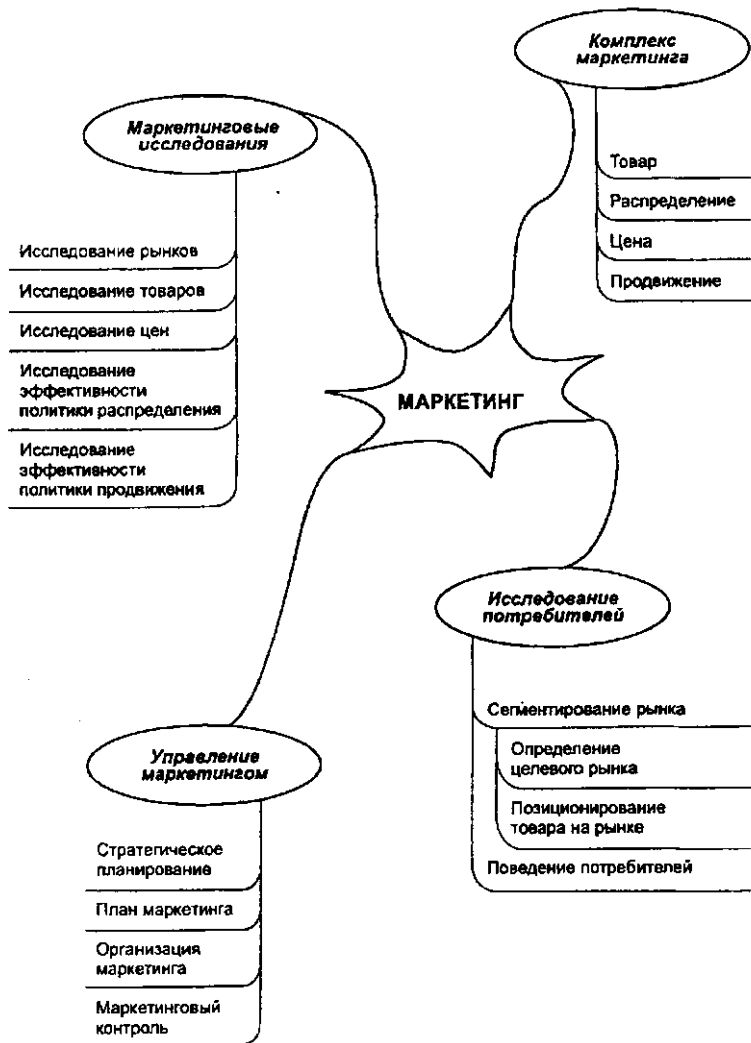 Комплекс
маркетинга
Товар
Распределение
Цена
Продвижение
Маркетинговые
исследования
Исследование рынков
Исследование товаров
Исследование цен
Исследование
эффективности
политики распределения
Исследование
эффективности
политики продвижения
МАРКЕТИНГ
Исследование
потребителей
Сегментирование рынка
Определение
целевого рынка
Позиционирование
товара на рынке
Поведение потребителей
Управление
маркетингом
Стратегическое
планирование
План маркетинга
Организация
маркетинга
Маркетинговый
контроль